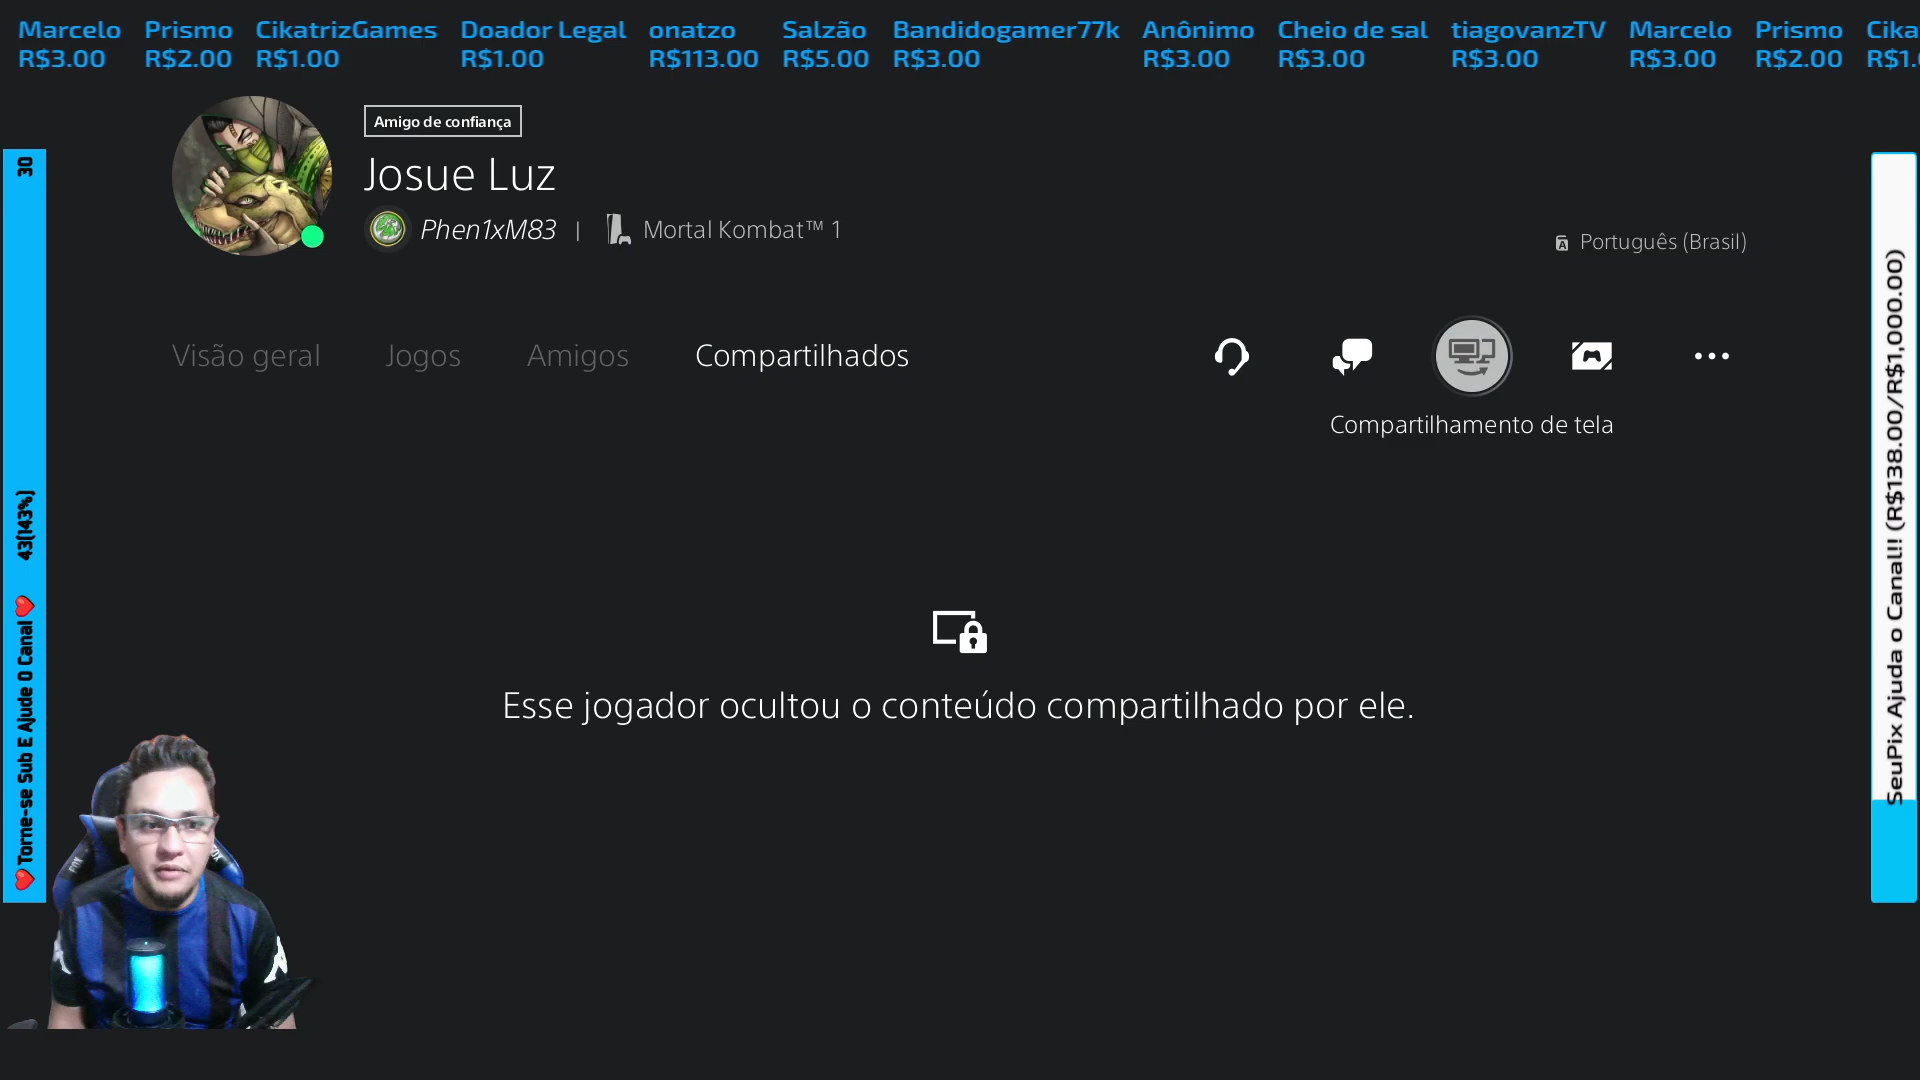 Marcelo Prismo CikatrizGames Doador Legal onatzo Salzão Bandidogamer77k Anônimo Cheio de sal tiagovanzTV Marcelo Prismo Cika
R$3.00 R$2.00 R$1.00 R$1.00 R$113.00 R$5.00 R$3.00 R$3.00 R$3.00 R$3.00 R$3.00 R$2.00 R$1.
Amigo de confiança
Josue Luz
Phen1xM83 | Mortal Kombat™ 1
Português (Brasil)
Visão geral Jogos Amigos Compartilhados
Compartilhamento de tela
Esse jogador ocultou o conteúdo compartilhado por ele.
❤ Torne-se Sub E Ajude O Canal ❤ 43(143%) 30
SeuPix Ajuda o Canal!! (R$138.00/R$1,000.00)
FOX